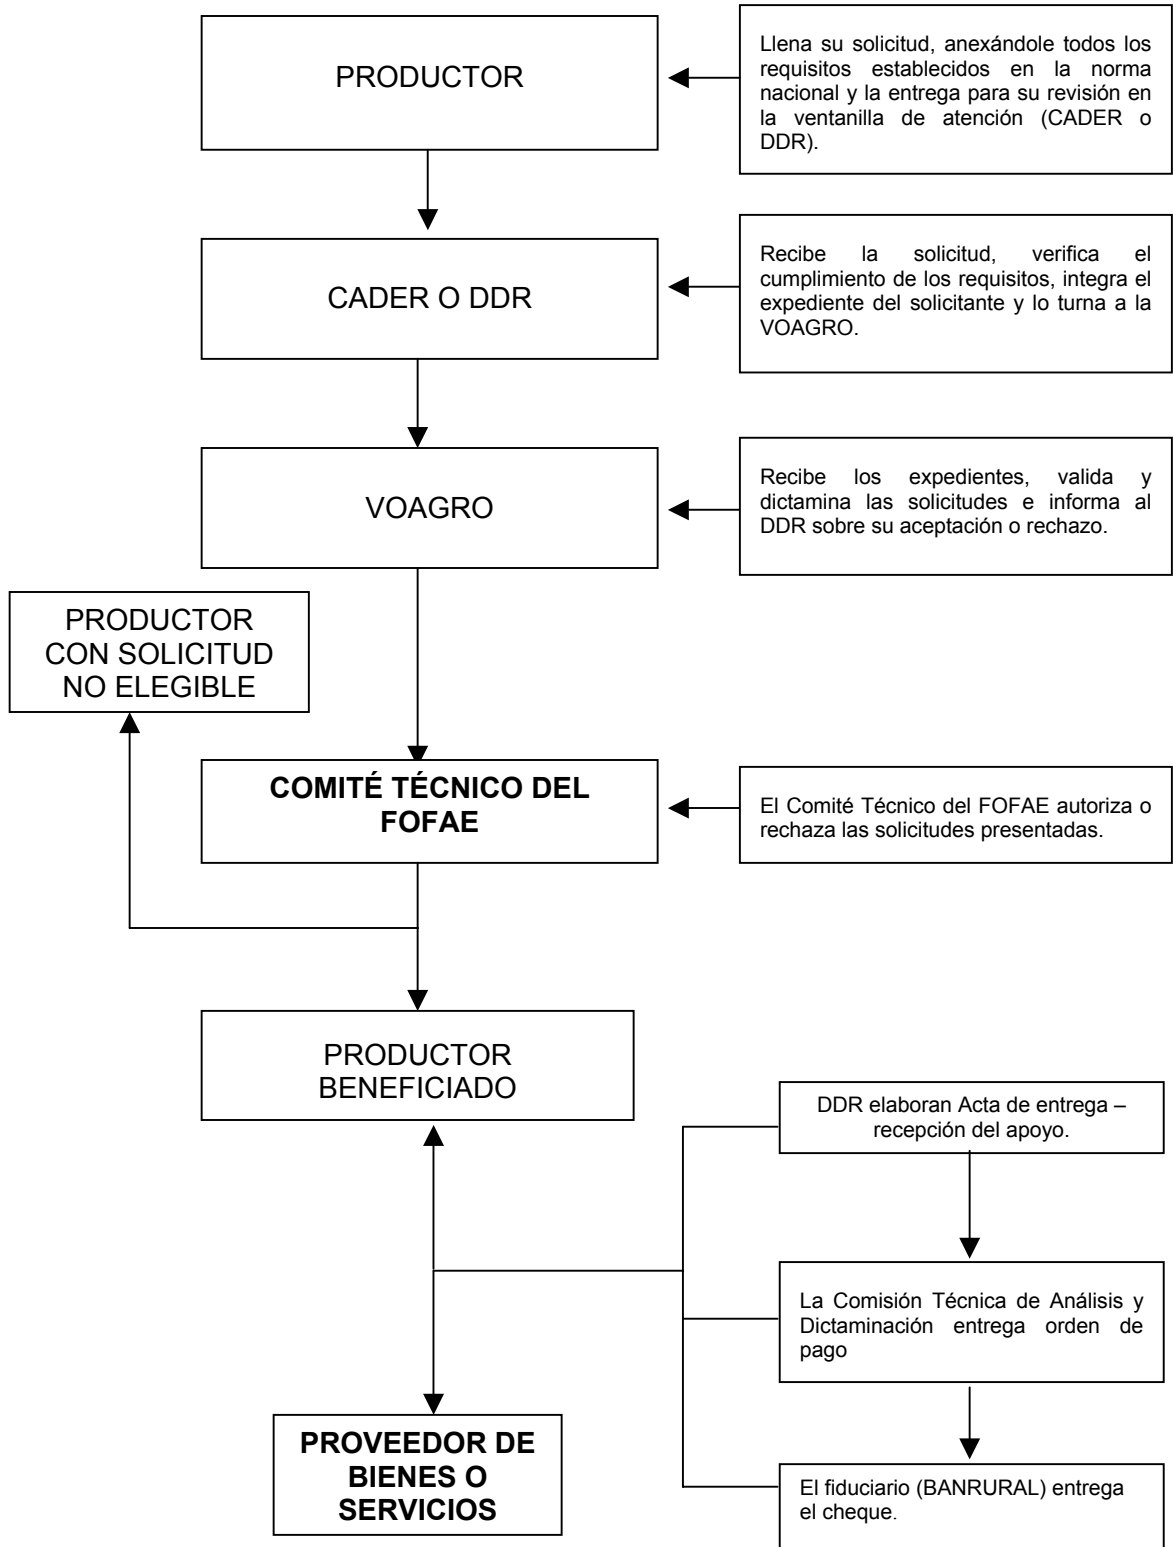 PRODUCTOR
Llena su solicitud, anexándole todos los
requisitos establecidos en la norma
nacional y la entrega para su revisión en
la ventanilla de atención (CADER o
DDR).
CADER O DDR
Recibe la solicitud, verifica el
cumplimiento de los requisitos, integra el
expediente del solicitante y lo turna a la
VOAGRO.
VOAGRO
Recibe los expedientes, valida y
dictamina las solicitudes e informa al
DDR sobre su aceptación o rechazo.
PRODUCTOR
CON SOLICITUD
NO ELEGIBLE
COMITÉ TÉCNICO DEL
FOFAE
El Comité Técnico del FOFAE autoriza o
rechaza las solicitudes presentadas.
PRODUCTOR
BENEFICIADO
DDR elaboran Acta de entrega –
recepción del apoyo.
La Comisión Técnica de Análisis y
Dictaminación entrega orden de
pago
PROVEEDOR DE
BIENES O
SERVICIOS
El fiduciario (BANRURAL) entrega
el cheque.